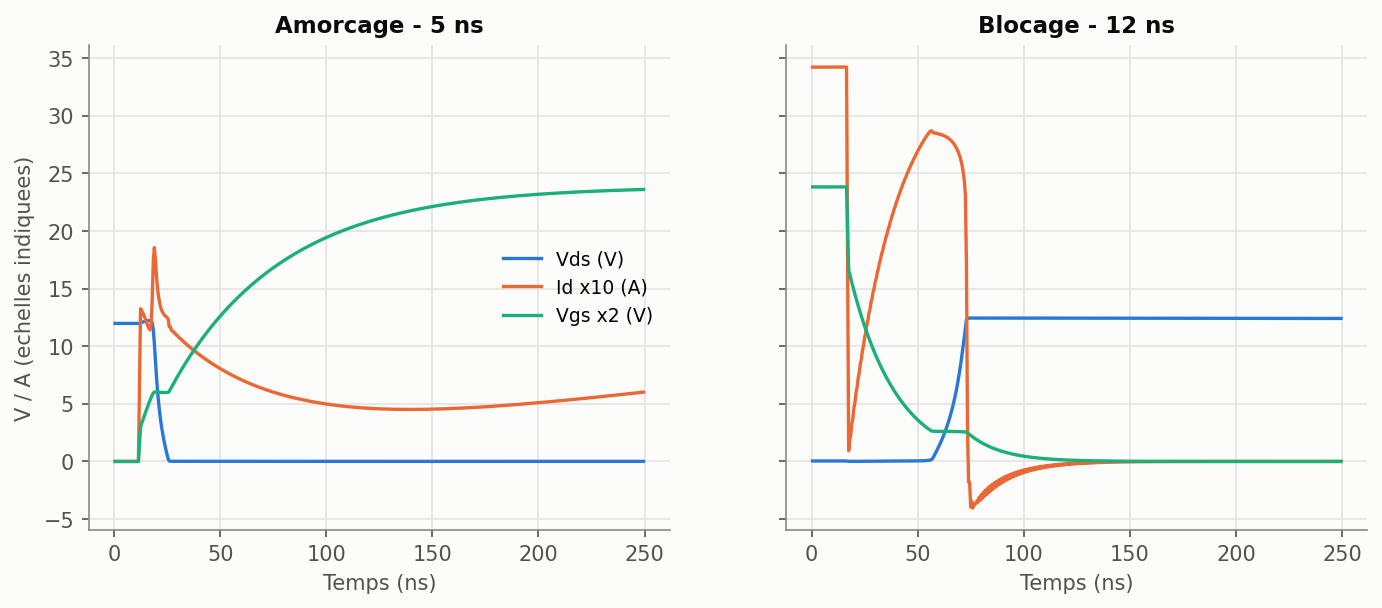 Amorcage - 5 ns
V / A (echelles indiquees)
35
30
25
20
15
10
5
0
−5
Vds (V)
Id x10 (A)
Vgs x2 (V)
0 50 100 150 200 250
Temps (ns)
Blocage - 12 ns
0 50 100 150 200 250
Temps (ns)